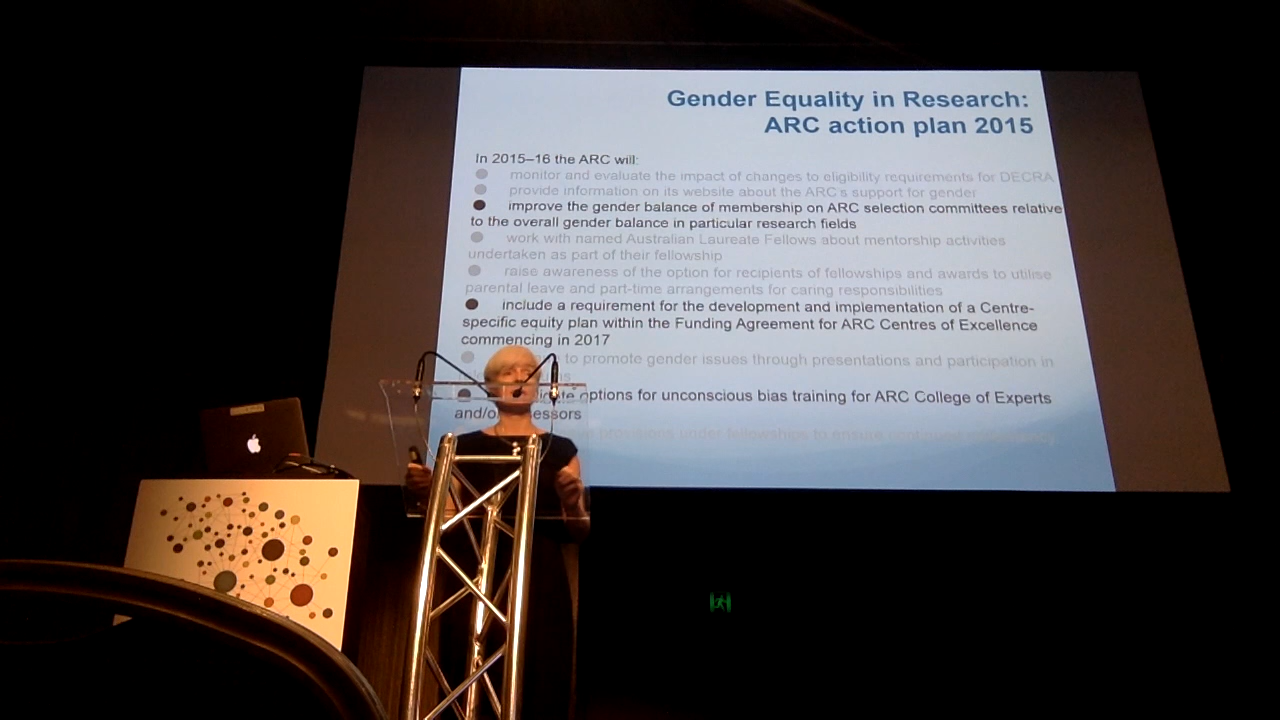 Gender Equality in Research:
ARC action plan 2015
In 2015–16 the ARC will:
monitor and evaluate the impact of changes to eligibility requirements for DECRA
provide information on its website about the ARC's support for gender
improve the gender balance of membership on ARC selection committees relative
to the overall gender balance in particular research fields
work with named Australian Laureate Fellows about mentorship activities
undertaken as part of their fellowship
raise awareness of the option for recipients of fellowships and awards to utilise
parental leave and part-time arrangements for caring responsibilities
include a requirement for the development and implementation of a Centre-
specific equity plan within the Funding Agreement for ARC Centres of Excellence
commencing in 2017
to promote gender issues through presentations and participation in
options for unconscious bias training for ARC College of Experts
under fellowships to ensure